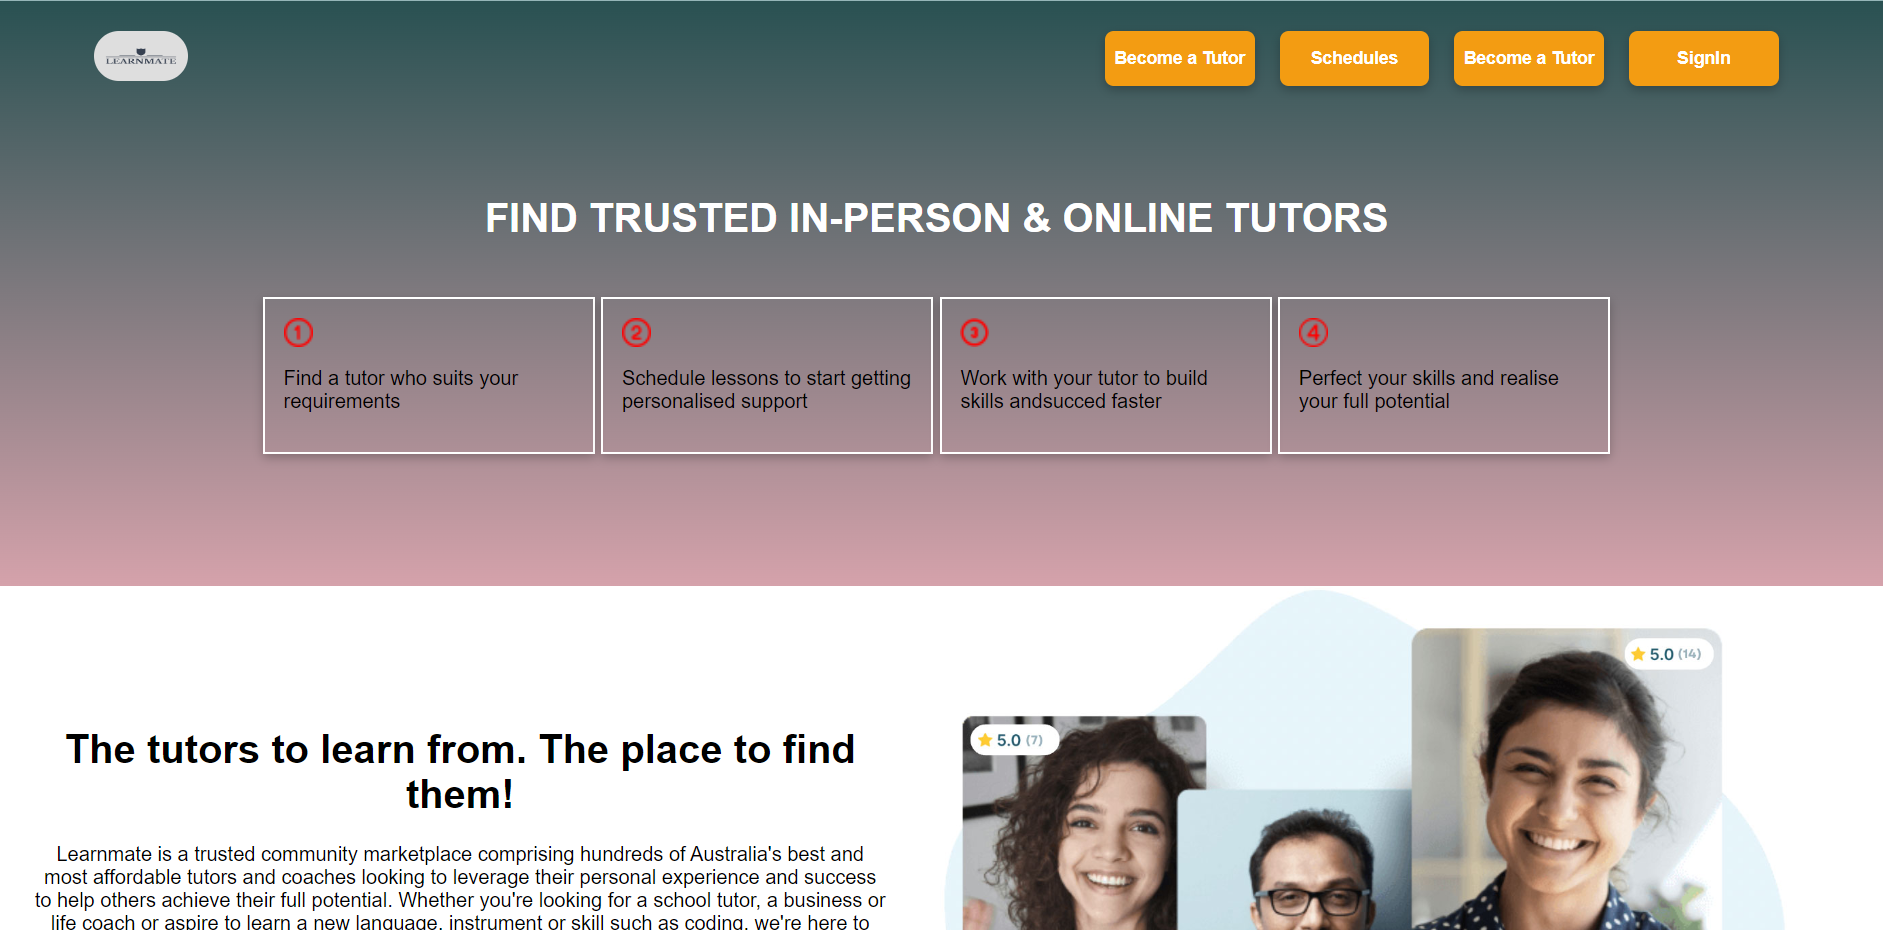 LEARNMATE
Become a Tutor
Schedules
Become a Tutor
SignIn
FIND TRUSTED IN-PERSON & ONLINE TUTORS
1
Find a tutor who suits your
requirements
2
Schedule lessons to start getting
personalised support
3
Work with your tutor to build
skills andsucced faster
4
Perfect your skills and realise
your full potential
The tutors to learn from. The place to find
them!
Learnmate is a trusted community marketplace comprising hundreds of Australia's best and
most affordable tutors and coaches looking to leverage their personal experience and success
to help others achieve their full potential. Whether you're looking for a school tutor, a business or
life coach or aspire to learn a new language, instrument or skill such as coding, we're here to
5.0 (7)
5.0 (14)